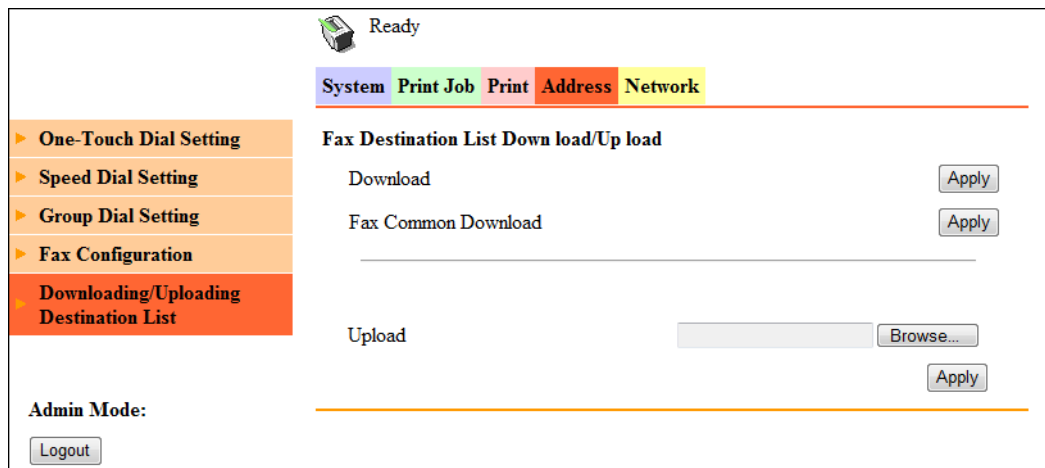 Ready
System Print Job Print Address Network
One-Touch Dial Setting
Speed Dial Setting
Group Dial Setting
Fax Configuration
Downloading/Uploading
Destination List
Admin Mode:
Logout
Fax Destination List Down load/Up load
Download Apply
Fax Common Download Apply
Upload Browse...
Apply